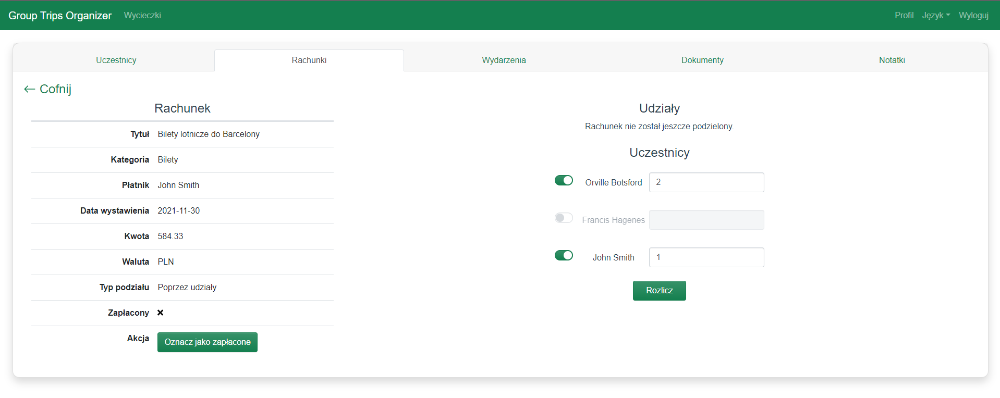 Group Trips Organizer Wycieczki Profil Język Wyloguj
Uczestnicy Rachunki Wydarzenia Dokumenty Notatki
← Cofnij
Rachunek
Tytuł Bilety lotnicze do Barcelony
Kategoria Bilety
Płatnik John Smith
Data wystawienia 2021-11-30
Kwota 584.33
Waluta PLN
Typ podziału Poprzez udziały
Zapłacony ×
Akcja Oznacz jako zapłacone
Udziały
Rachunek nie został jeszcze podzielony.
Uczestnicy
Orville Botsford 2
Francis Hagenes
John Smith 1
Rozlicz